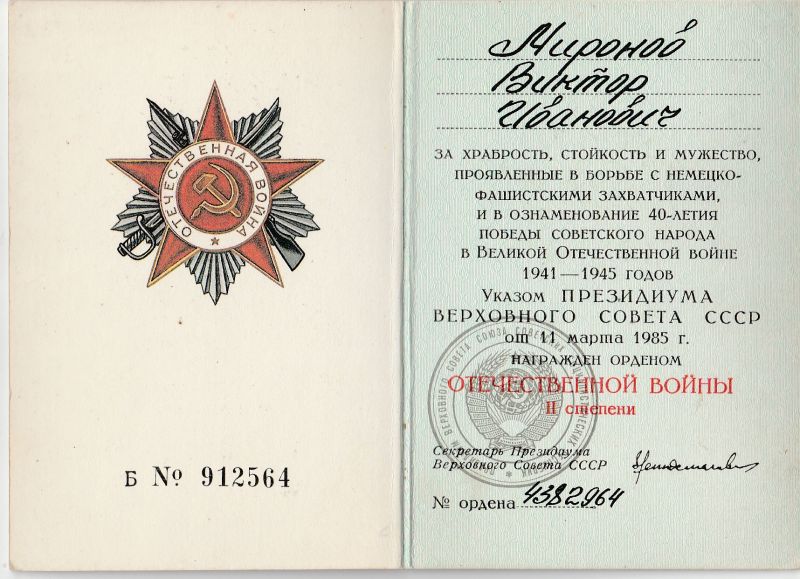 ОТЕЧЕСТВЕННАЯ ВОЙНА
Б № 912564
Миронов
Виктор
Иванович
ЗА ХРАБРОСТЬ, СТОЙКОСТЬ И МУЖЕСТВО,
ПРОЯВЛЕННЫЕ В БОРЬБЕ С НЕМЕЦКО-
ФАШИСТСКИМИ ЗАХВАТЧИКАМИ,
И В ОЗНАМЕНОВАНИЕ 40-ЛЕТИЯ
ПОБЕДЫ СОВЕТСКОГО НАРОДА
В ВЕЛИКОЙ ОТЕЧЕСТВЕННОЙ ВОЙНЕ
1941—1945 ГОДОВ
УКАЗОМ ПРЕЗИДИУМА
ВЕРХОВНОГО СОВЕТА СССР
от 11 марта 1985 г.
НАГРАЖДЕН ОРДЕНОМ
ОТЕЧЕСТВЕННОЙ ВОЙНЫ
II степени
Секретарь Президиума
Верховного Совета СССР
№ ордена 4382964